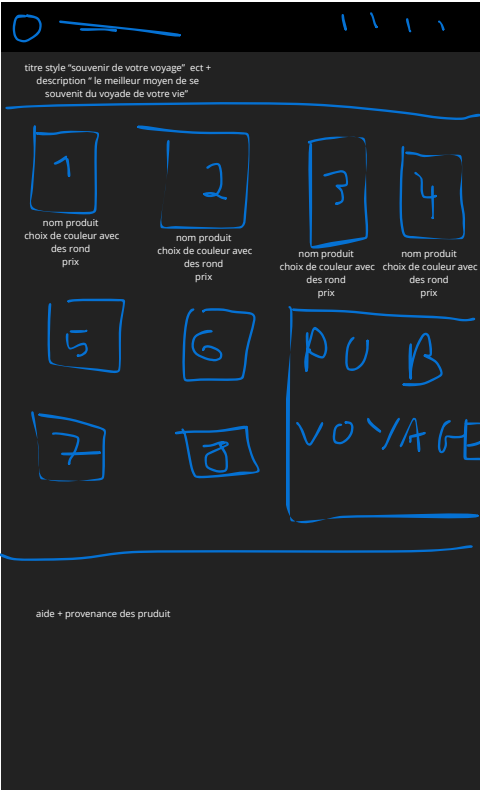 titre style "souvenir de votre voyage" ect +
description " le meilleur moyen de se
souvenit du voyade de votre vie"
1
2
3
4
nom produit
choix de couleur avec
des rond
prix
nom produit
choix de couleur avec
des rond
prix
nom produit
choix de couleur avec
des rond
prix
nom produit
choix de couleur avec
des rond
prix
5
6
PUB
VOYAGE
7
8
aide + provenance des pruduit